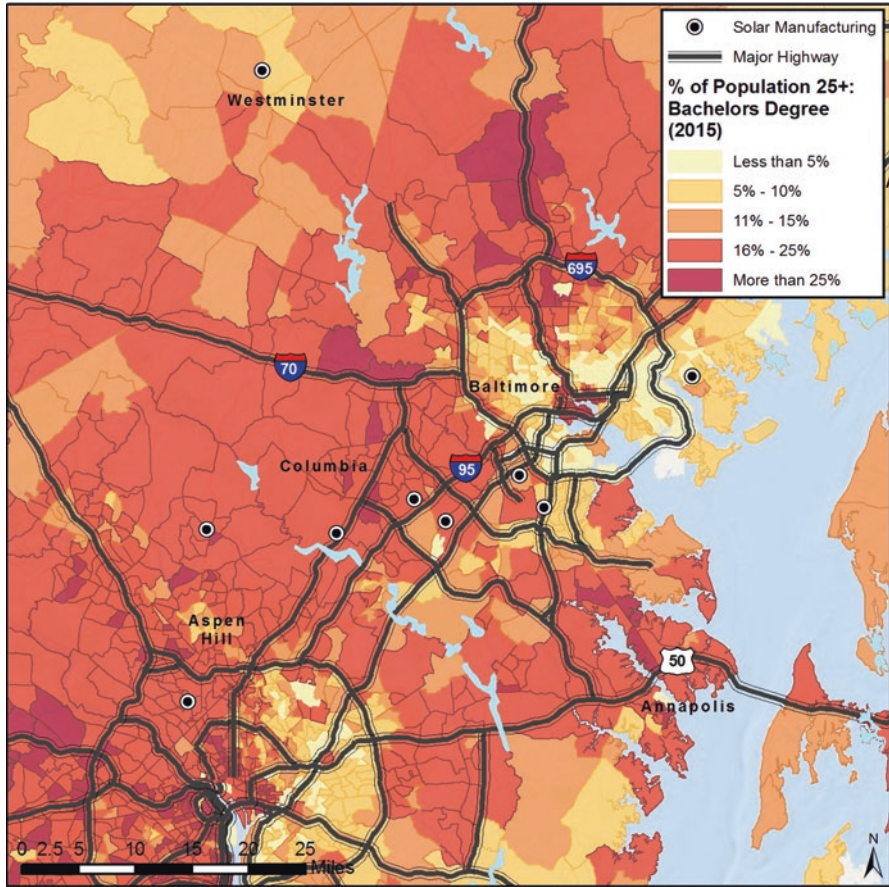 Solar Manufacturing
Major Highway
% of Population 25+:
Bachelors Degree
(2015)
Less than 5%
5% - 10%
11% - 15%
16% - 25%
More than 25%
Westminster
695
70
Baltimore
Columbia
95
Aspen
Hill
50
Annapolis
0 2.5 5 10 15 20 25
Miles
N